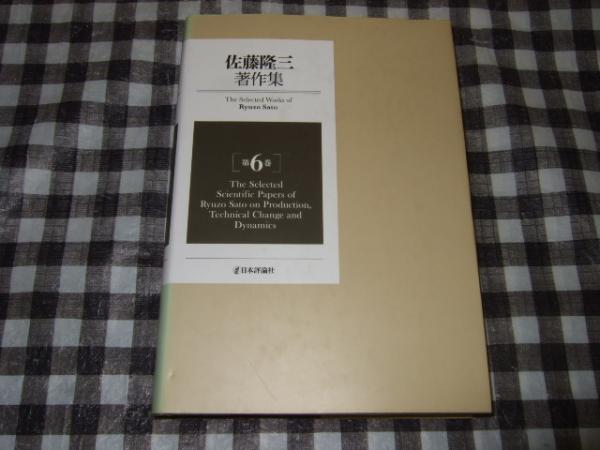 佐藤隆三
著作集
The Selected Works of
Ryuzo Sato
[第6巻]
The Selected
Scientific Papers of
Ryuzo Sato on Production,
Technical Change and
Dynamics
日本評論社